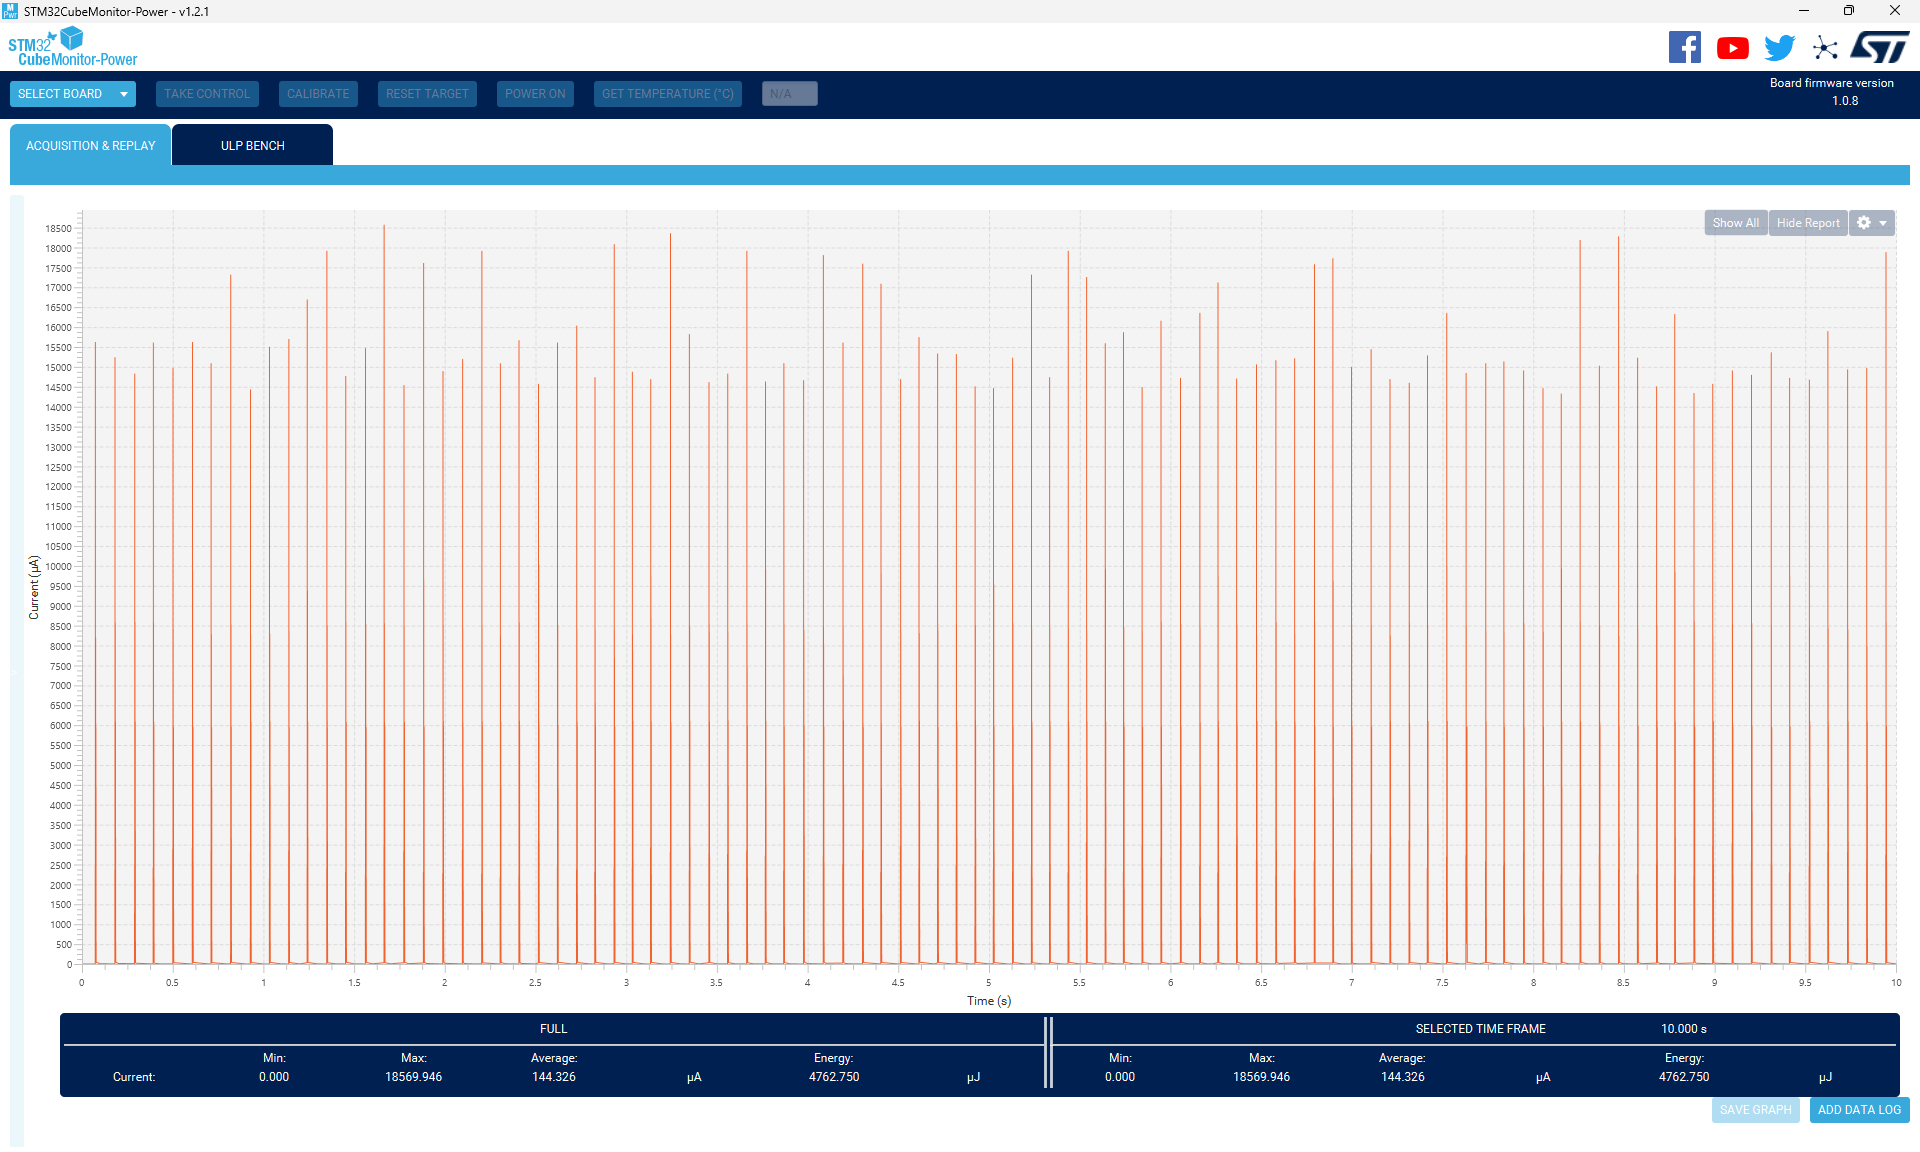 STM32CubeMonitor-Power - v1.2.1
STM32
CubeMonitor-Power
SELECT BOARD TAKE CONTROL CALIBRATE RESET TARGET POWER ON GET TEMPERATURE (°C) N/A
Board firmware version
1.0.8
ACQUISITION & REPLAY ULP BENCH
Show All Hide Report
18500
18000
17500
17000
16500
16000
15500
15000
14500
14000
13500
13000
12500
12000
11500
11000
10500
10000
9500
9000
8500
8000
7500
7000
6500
6000
5500
5000
4500
4000
3500
3000
2500
2000
1500
1000
500
0
Current (µA)
0 0.5 1 1.5 2 2.5 3 3.5 4 4.5 5 5.5 6 6.5 7 7.5 8 8.5 9 9.5 10
Time (s)
FULL SELECTED TIME FRAME 10.000 s
Min: Max: Average: Energy: Min: Max: Average: Energy:
Current: 0.000 18569.946 144.326 µA 4762.750 µJ 0.000 18569.946 144.326 µA 4762.750 µJ
SAVE GRAPH ADD DATA LOG